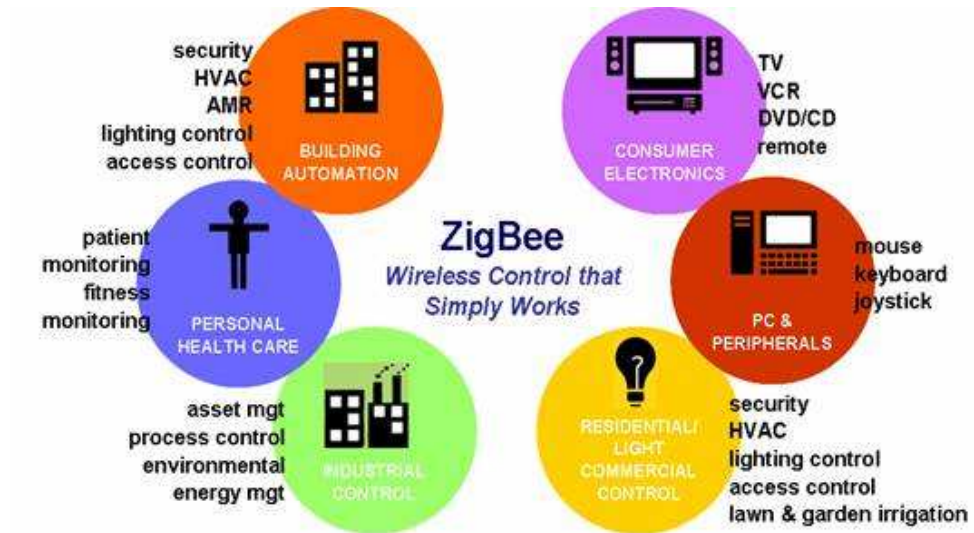 security
HVAC
AMR
lighting control
access control
BUILDING
AUTOMATION
TV
VCR
DVD/CD
remote
CONSUMER
ELECTRONICS
patient
monitoring
fitness
monitoring
PERSONAL
HEALTH CARE
ZigBee
Wireless Control that
Simply Works
mouse
keyboard
joystick
PC &
PERIPHERALS
asset mgt
process control
environmental
energy mgt
INDUSTRIAL
CONTROL
RESIDENTIAL/
LIGHT
COMMERCIAL
CONTROL
security
HVAC
lighting control
access control
lawn & garden irrigation